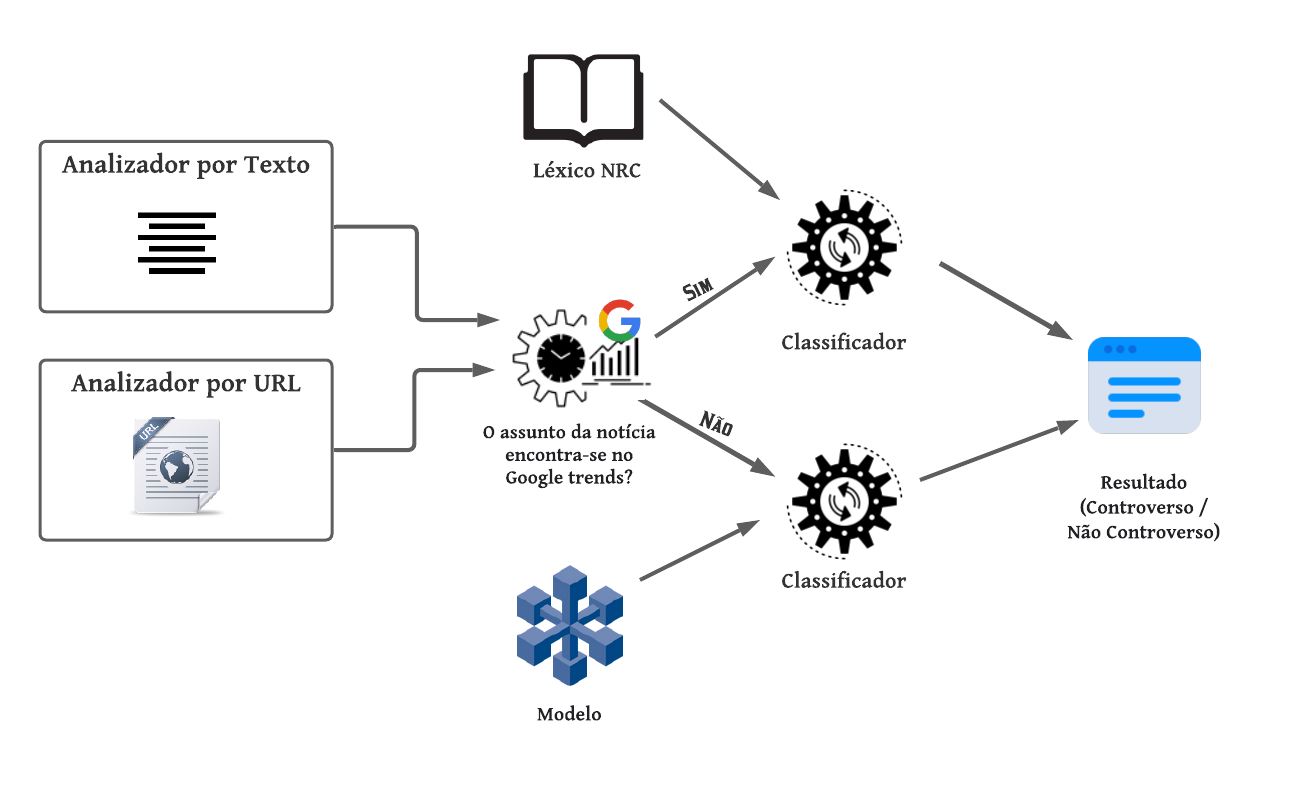 Léxico NRC
Analizador por Texto
Analizador por URL
URL
G
O assunto da notícia
encontra-se no
Google trends?
Sim
Não
Modelo
Classificador
Classificador
Resultado
(Controverso /
Não Controverso)